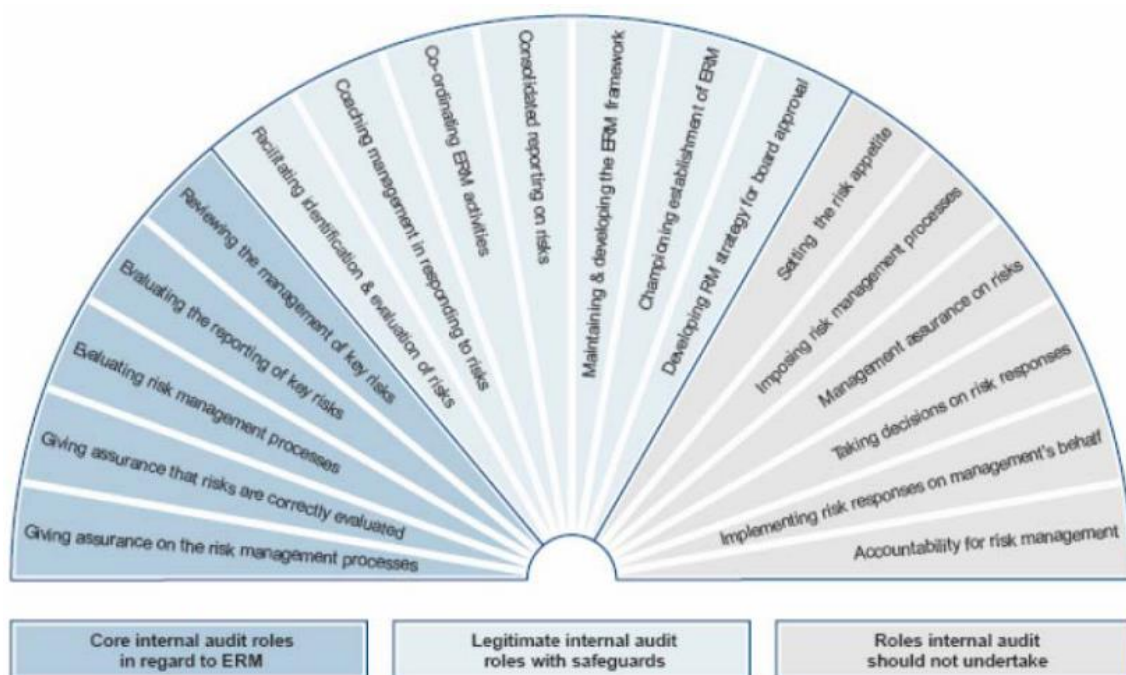 Giving assurance on the risk management processes
Giving assurance that risks are correctly evaluated
Evaluating risk management processes
Evaluating the reporting of key risks
Reviewing the management of key risks
Facilitating identification & evaluation of risks
Coaching management in responding to risks
Co-ordinating ERM activities
Consolidated reporting on risks
Maintaining & developing the ERM framework
Championing establishment of ERM
Developing RM strategy for board approval
Setting the risk appetite
Imposing risk management processes
Management assurance on risks
Taking decisions on risk responses
Implementing risk responses on management's behalf
Accountability for risk management
Core internal audit roles
in regard to ERM
Legitimate internal audit
roles with safeguards
Roles internal audit
should not undertake